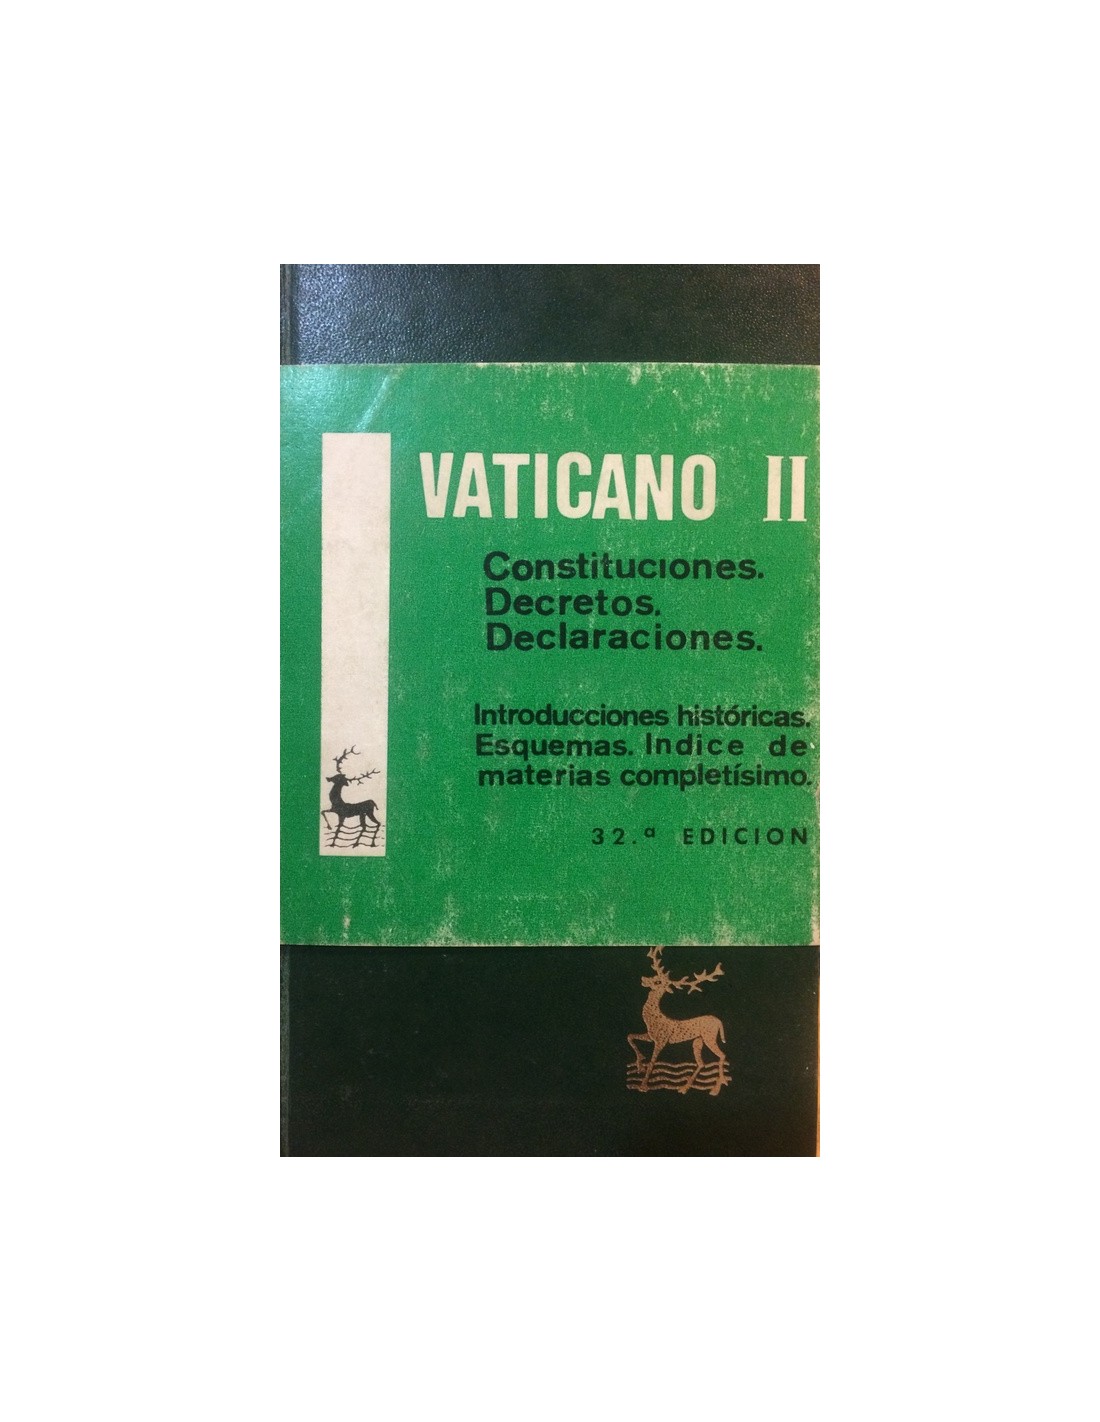 VATICANO II
Constituciones.
Decretos.
Declaraciones.
Introducciones históricas.
Esquemas. Indice de
materias completísimo.
32.ª EDICION